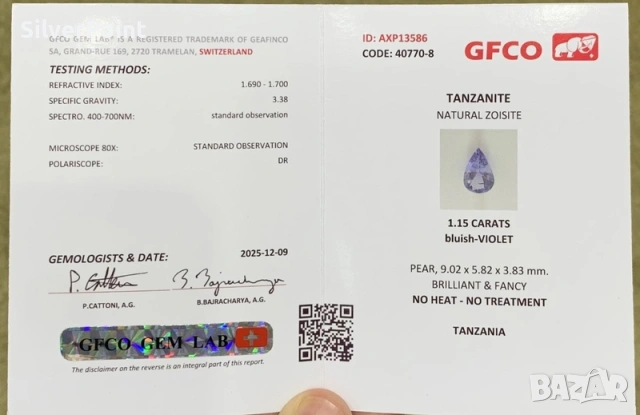 Silverpoint
GFCO GEM LAB® IS A REGISTERED TRADEMARK OF GEAFINCO
SA, GRAND-RUE 169, 2720 TRAMELAN, SWITZERLAND
TESTING METHODS:
REFRACTIVE INDEX: 1.690 - 1.700
SPECIFIC GRAVITY: 3.38
SPECTRO. 400-700NM: standard observation
MICROSCOPE 80X: STANDARD OBSERVATION
POLARISCOPE: DR
GEMOLOGISTS & DATE: 2025-12-09
P. Cattoni B. Bajracharya
P.CATTONI, A.G. B.BAJRACHARYA, A.G.
GFCO GEM LAB
The disclaimer on the reverse is an integral part of this report.
ID: AXP13586
CODE: 40770-8
GFCO
TANZANITE
NATURAL ZOISITE
1.15 CARATS
bluish-VIOLET
PEAR, 9.02 x 5.82 x 3.83 mm.
BRILLIANT & FANCY
NO HEAT - NO TREATMENT
TANZANIA
BAZAR